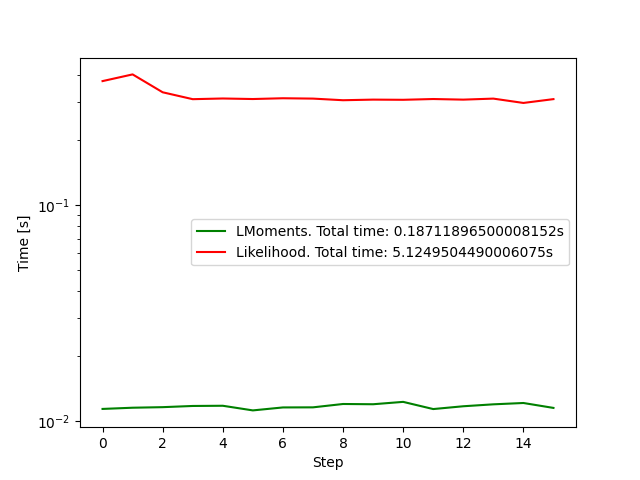 Time [s]
10⁻¹
10⁻²
LMoments. Total time: 0.18711896500008152s
Likelihood. Total time: 5.1249504490006075s
0 2 4 6 8 10 12 14
Step